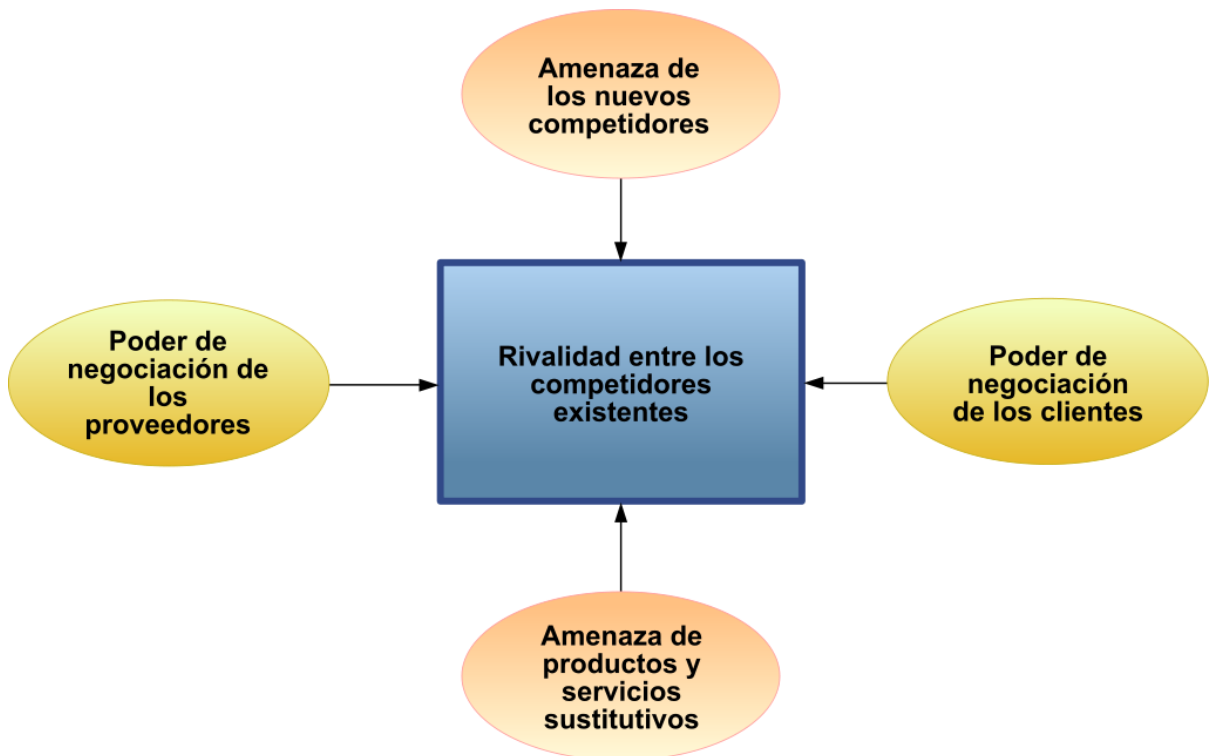 Amenaza de
los nuevos
competidores
Poder de
negociación de
los
proveedores
Rivalidad entre los
competidores
existentes
Poder de
negociación
de los clientes
Amenaza de
productos y
servicios
sustitutivos